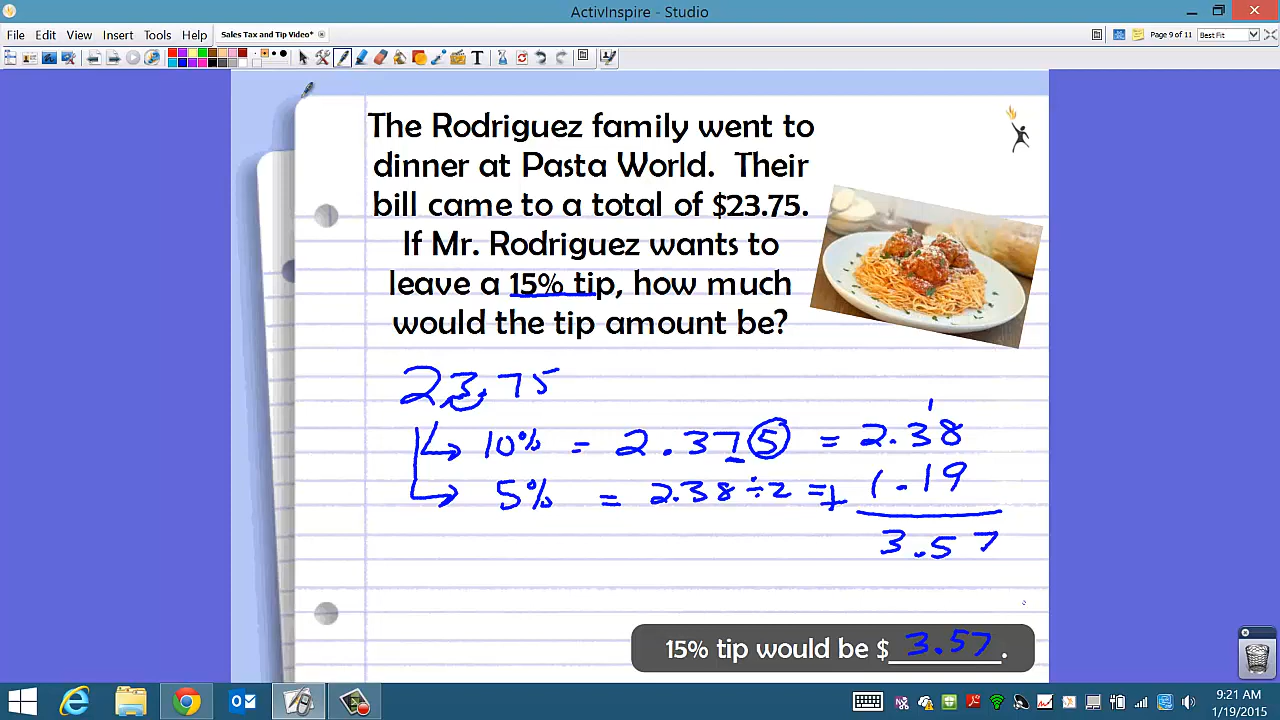 ActivInspire - Studio
File Edit View Insert Tools Help Sales Tax and Tip Video* Page 9 of 11 Best Fit
The Rodriguez family went to
dinner at Pasta World. Their
bill came to a total of $23.75.
If Mr. Rodriguez wants to
leave a 15% tip, how much
would the tip amount be?
23.75
1
10% = 2.375 = 2.38
5% = 2.38 ÷ 2 = + 1.19
3.57
15% tip would be $ 3.57.
9:21 AM
1/19/2015